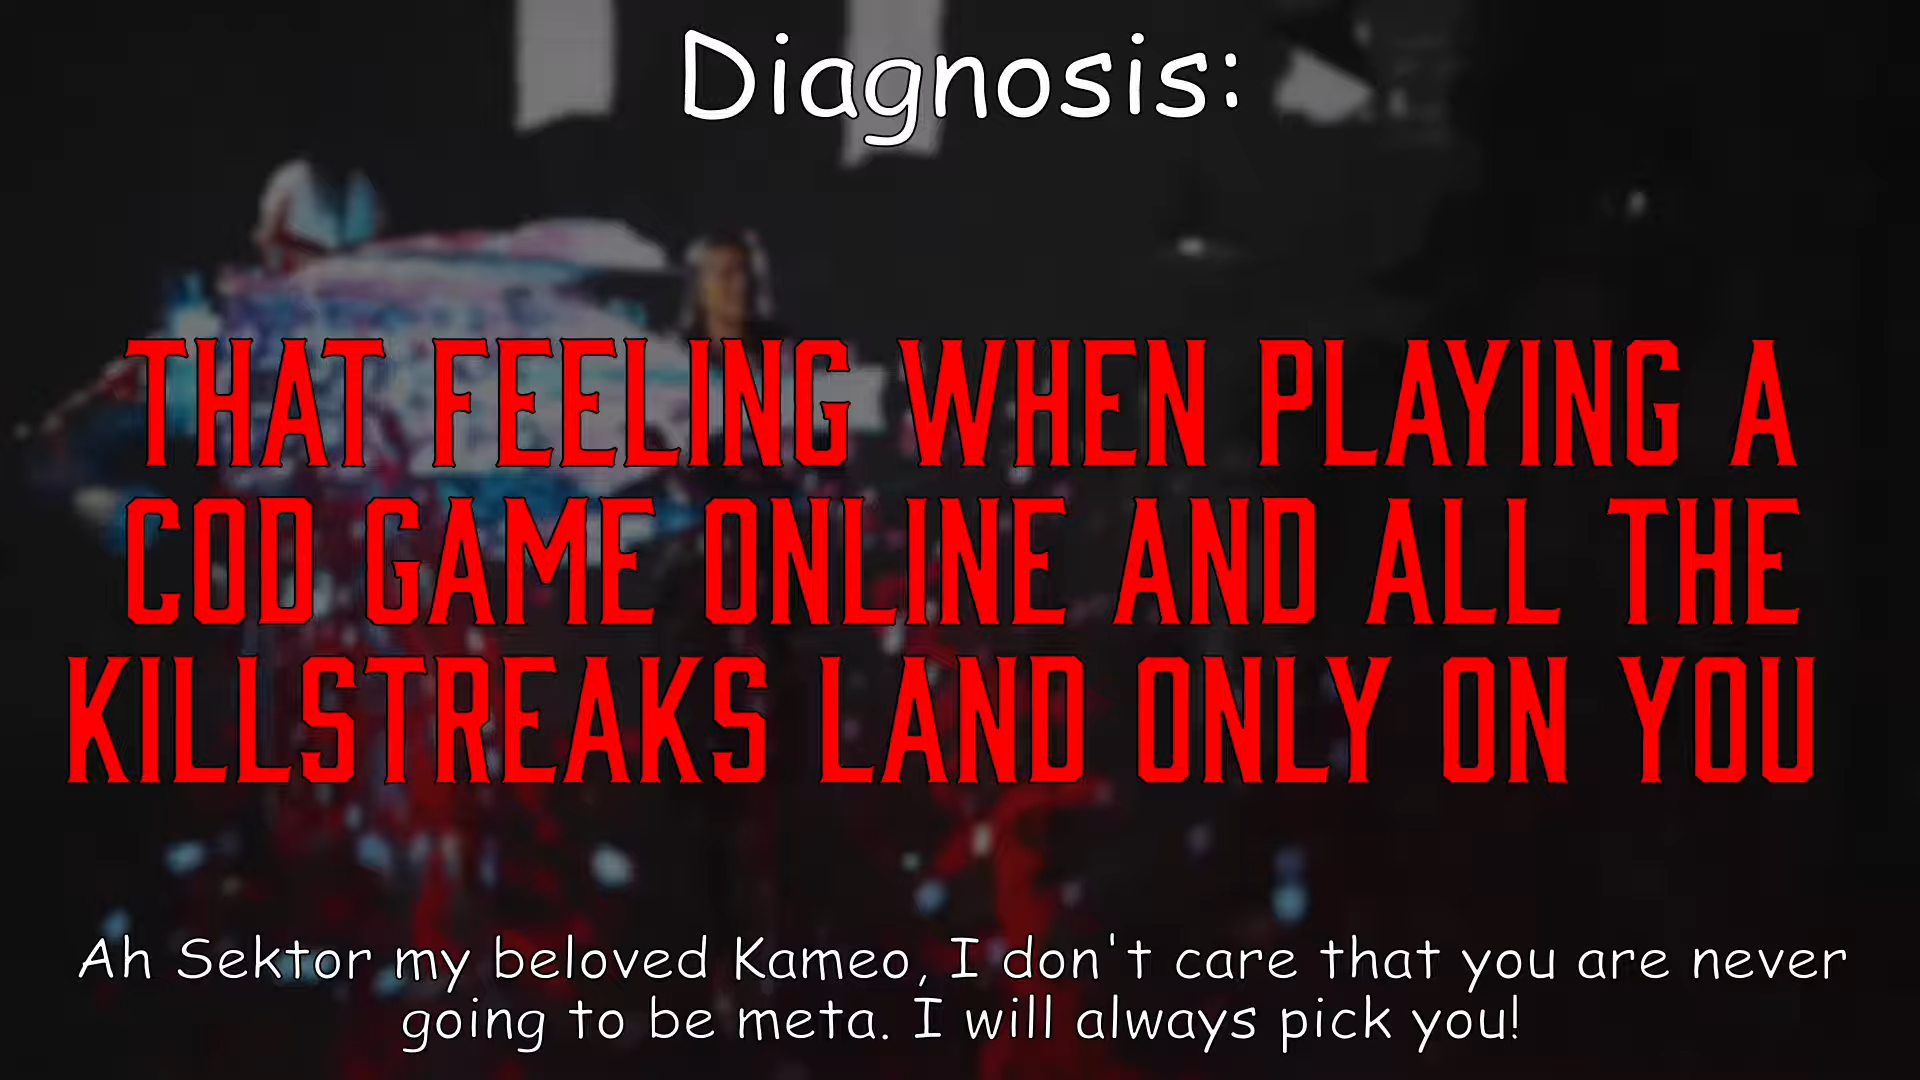 Diagnosis:
THAT FEELING WHEN PLAYING A
COD GAME ONLINE AND ALL THE
KILLSTREAKS LAND ONLY ON YOU
Ah Sektor my beloved Kameo, I don't care that you are never
going to be meta. I will always pick you!